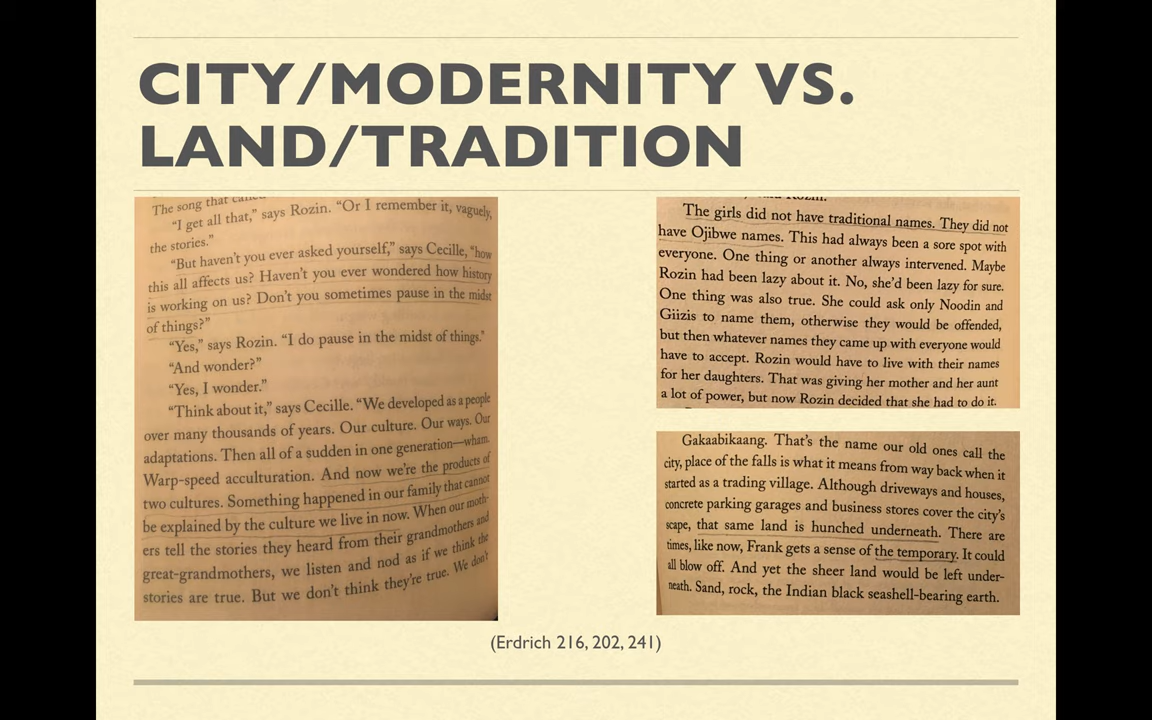 CITY/MODERNITY VS.
LAND/TRADITION
The song that
"I get all that," says Rozin. "Or I remember it, vaguely,
the stories."
"But haven't you ever asked yourself," says Cecille, "how
this all affects us? Haven't you ever wondered how history
is working on us? Don't you sometimes pause in the midst
of things?"
"Yes," says Rozin. "I do pause in the midst of things."
"And wonder?"
"Yes, I wonder."
"Think about it," says Cecille. "We developed as a people
over many thousands of years. Our culture. Our ways. Our
adaptations. Then all of a sudden in one generation—wham.
Warp-speed acculturation. And now we're the products of
two cultures. Something happened in our family that cannot
be explained by the culture we live in now. When our moth-
ers tell the stories they heard from their grandmothers and
great-grandmothers, we listen and nod as if we think the
stories are true. But we don't think they're true. We don't
The girls did not have traditional names. They did not
have Ojibwe names. This had always been a sore spot with
everyone. One thing or another always intervened. Maybe
Rozin had been lazy about it. No, she'd been lazy for sure.
One thing was also true. She could ask only Noodin and
Giizis to name them, otherwise they would be offended,
but then whatever names they came up with everyone would
have to accept. Rozin would have to live with their names
for her daughters. That was giving her mother and her aunt
a lot of power, but now Rozin decided that she had to do it.
Gakaabikaang. That's the name our old ones call the
city, place of the falls is what it means from way back when it
started as a trading village. Although driveways and houses,
concrete parking garages and business stores cover the city's
scape, that same land is hunched underneath. There are
times, like now, Frank gets a sense of the temporary. It could
all blow off. And yet the sheer land would be left under-
neath. Sand, rock, the Indian black seashell-bearing earth.
(Erdrich 216, 202, 241)